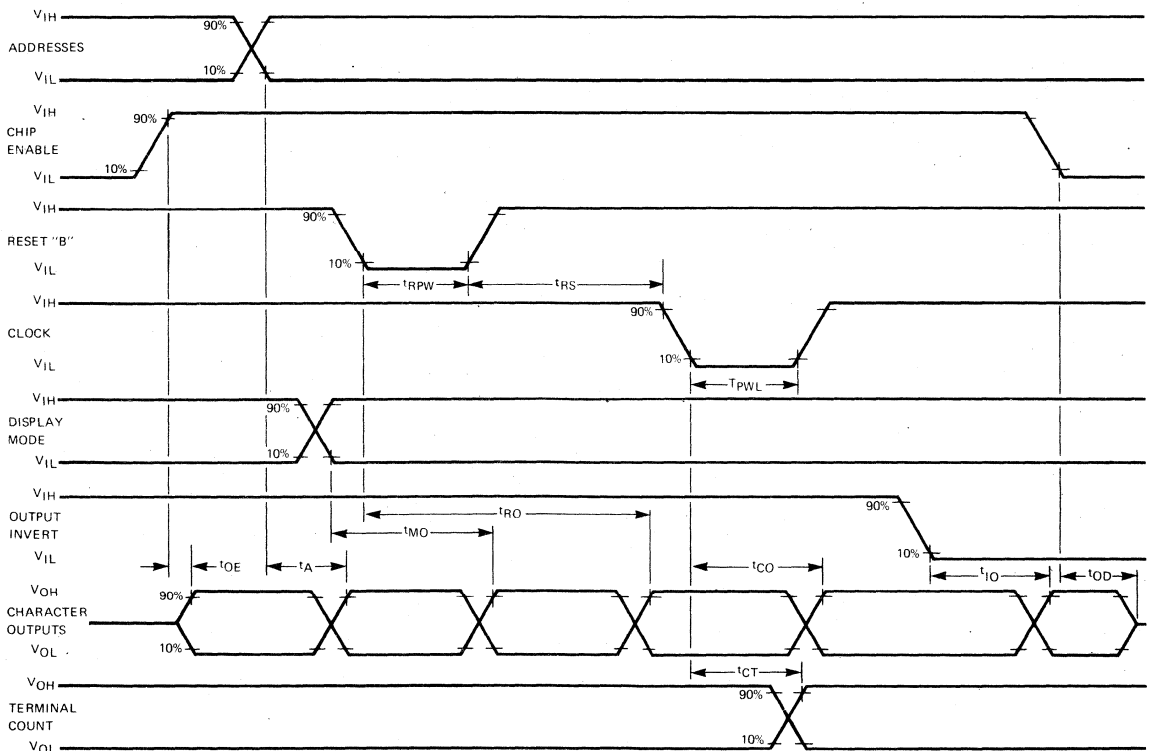 VIH
90%
ADDRESSES
10%
VIL
VIH
90%
CHIP
ENABLE
10%
VIL
VIH
90%
RESET "B"
10%
VIL
tRPW
tRS
VIH
90%
CLOCK
10%
VIL
TPWL
VIH
90%
DISPLAY
MODE
10%
VIL
VIH
90%
OUTPUT
INVERT
tRO
tMO
10%
VIL
tOE
tA
tCO
tIO
tOD
VOH
90%
CHARACTER
OUTPUTS
10%
VOL
tCT
VOH
90%
TERMINAL
COUNT
10%
VOL